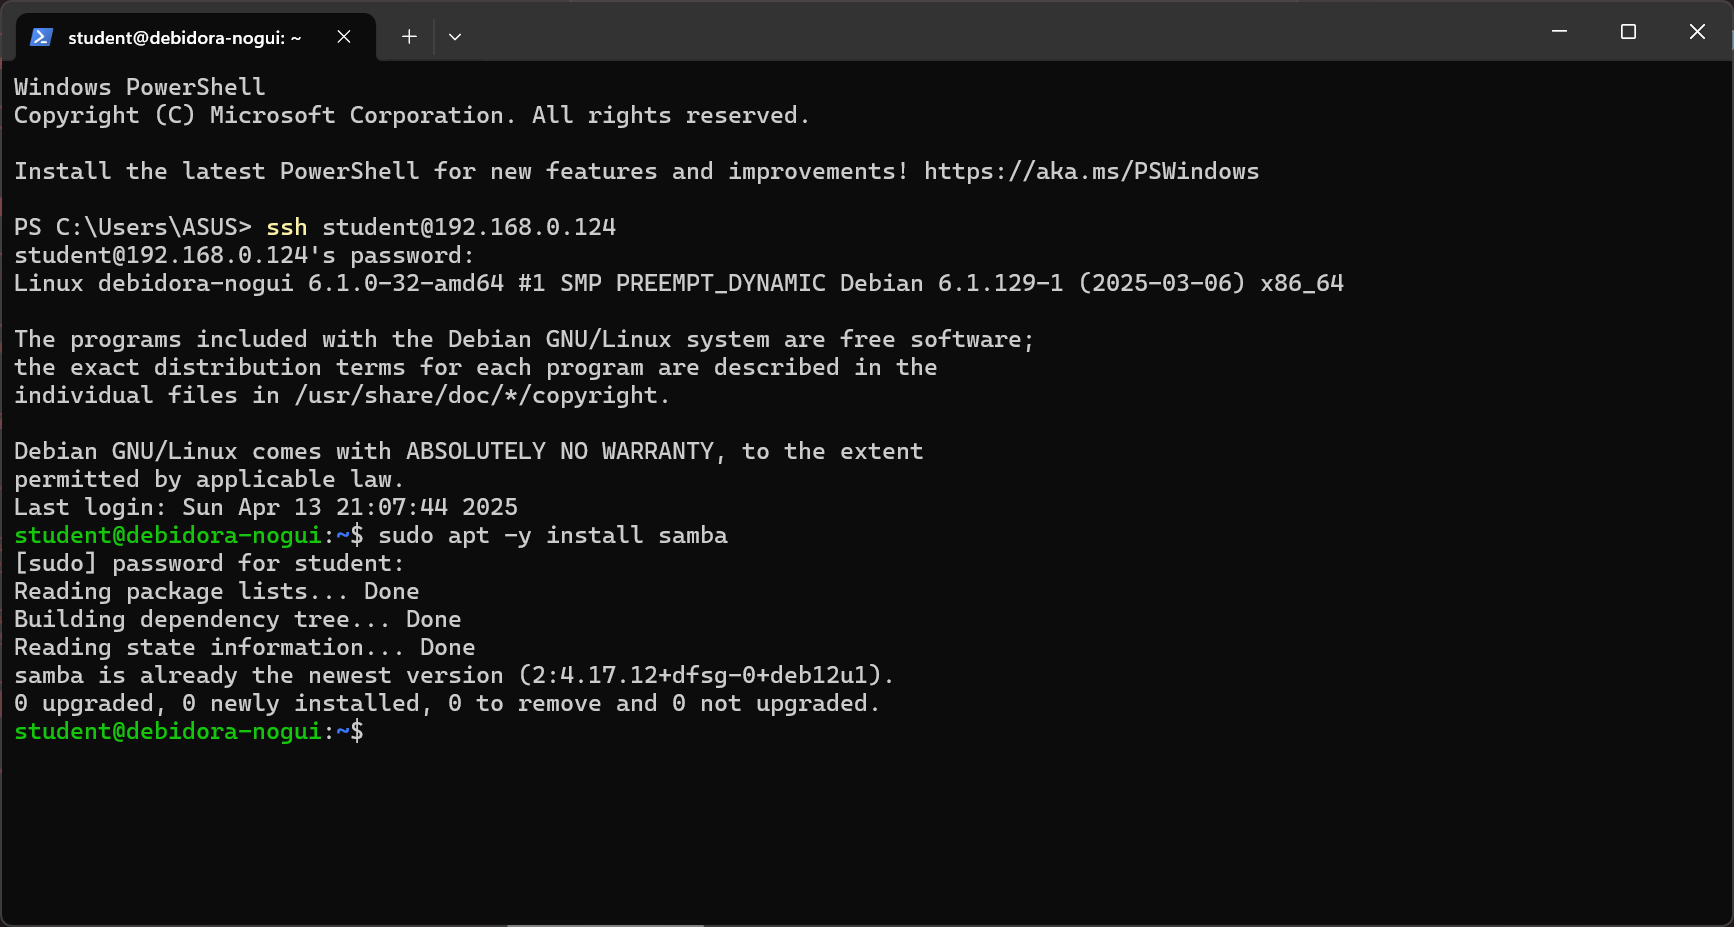 student@debidora-nogui: ~
Windows PowerShell
Copyright (C) Microsoft Corporation. All rights reserved.
Install the latest PowerShell for new features and improvements! https://aka.ms/PSWindows
PS C:\Users\ASUS> ssh student@192.168.0.124
student@192.168.0.124's password:
Linux debidora-nogui 6.1.0-32-amd64 #1 SMP PREEMPT_DYNAMIC Debian 6.1.129-1 (2025-03-06) x86_64
The programs included with the Debian GNU/Linux system are free software;
the exact distribution terms for each program are described in the
individual files in /usr/share/doc/*/copyright.
Debian GNU/Linux comes with ABSOLUTELY NO WARRANTY, to the extent
permitted by applicable law.
Last login: Sun Apr 13 21:07:44 2025
student@debidora-nogui:~$ sudo apt -y install samba
[sudo] password for student:
Reading package lists... Done
Building dependency tree... Done
Reading state information... Done
samba is already the newest version (2:4.17.12+dfsg-0+deb12u1).
0 upgraded, 0 newly installed, 0 to remove and 0 not upgraded.
student@debidora-nogui:~$